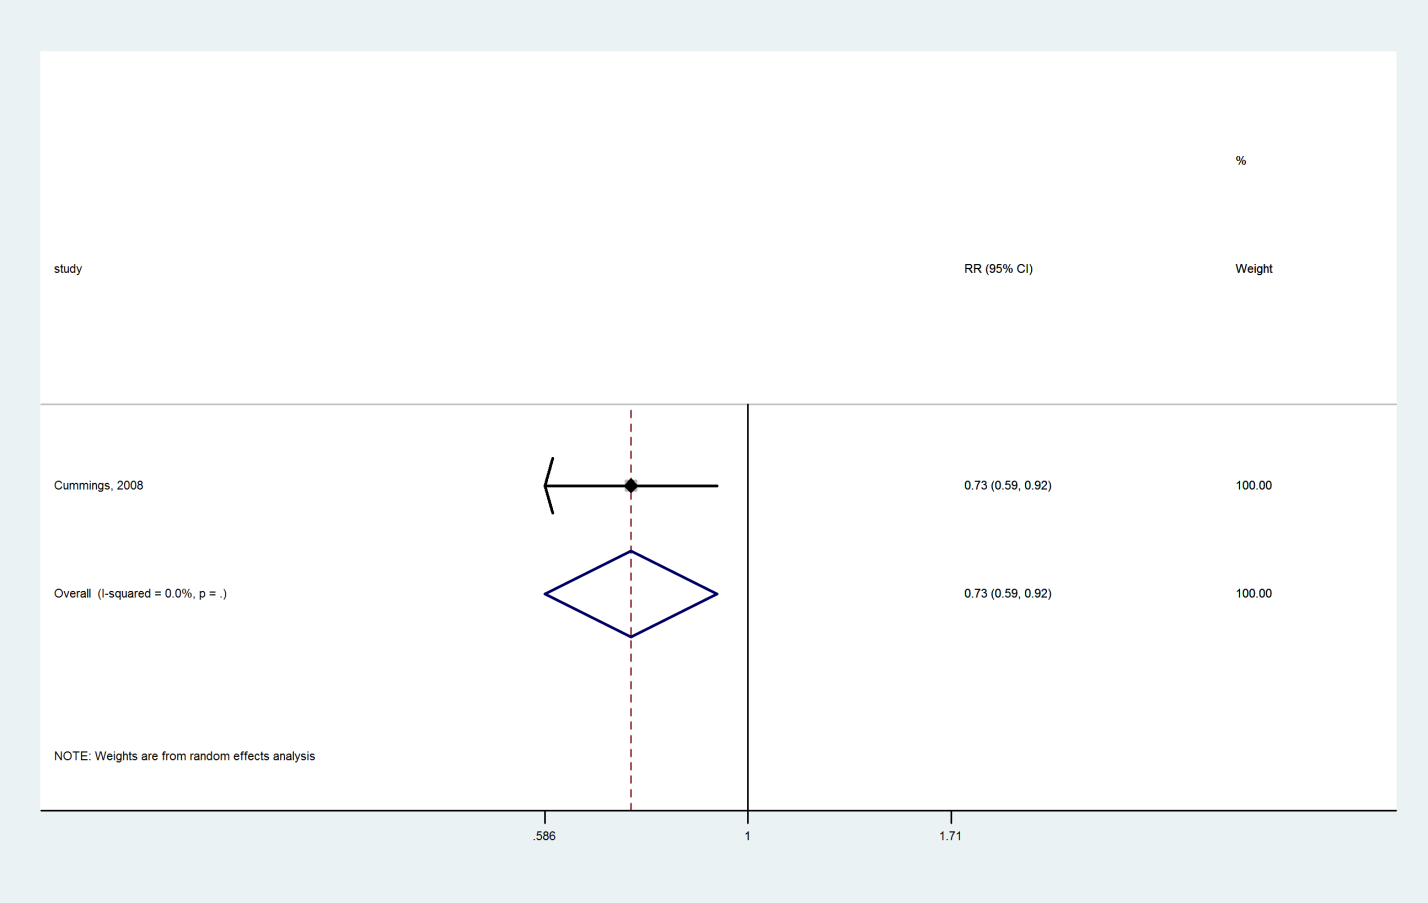 %
study RR (95% CI) Weight
Cummings, 2008 0.73 (0.59, 0.92) 100.00
Overall  (I-squared = 0.0%, p = .) 0.73 (0.59, 0.92) 100.00
NOTE: Weights are from random effects analysis
.586 1 1.71